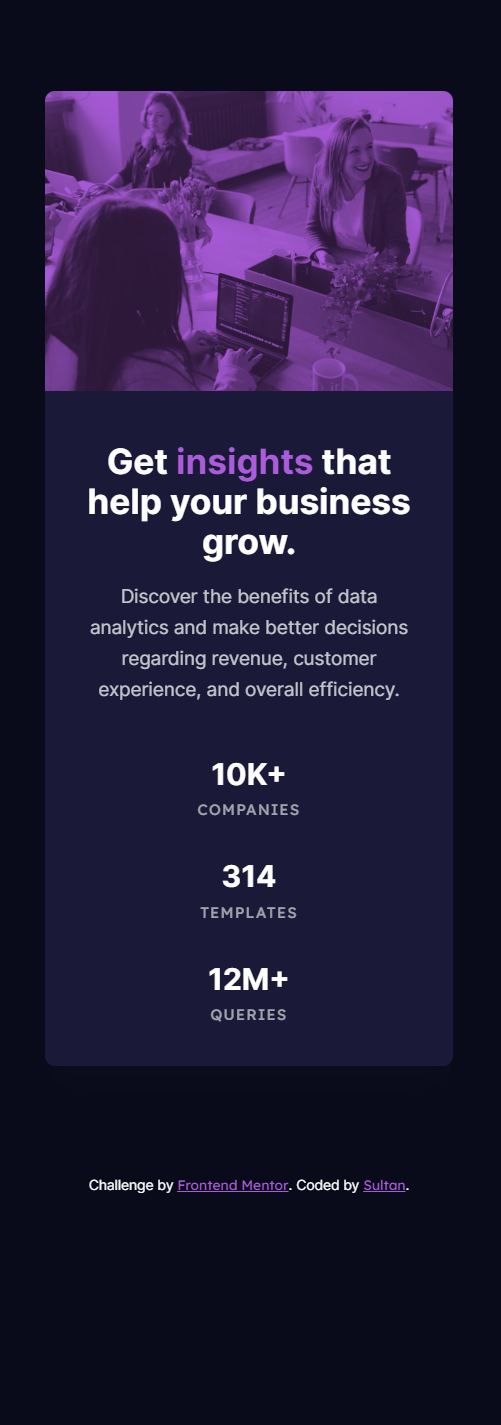 Get insights that
help your business
grow.
Discover the benefits of data
analytics and make better decisions
regarding revenue, customer
experience, and overall efficiency.
10K+
COMPANIES
314
TEMPLATES
12M+
QUERIES
Challenge by Frontend Mentor. Coded by Sultan.